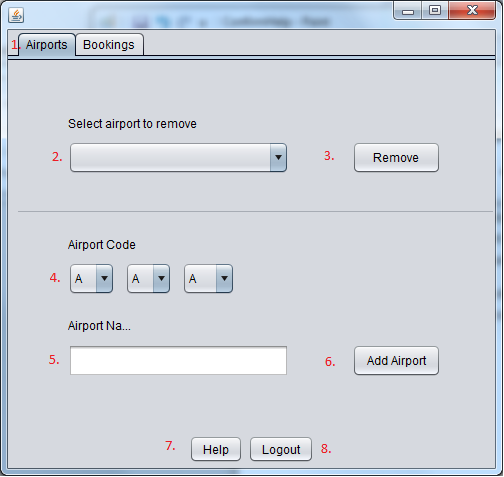 1. Airports Bookings
Select airport to remove
2. 3. Remove
Airport Code
4. A A A
Airport Na...
5. 6. Add Airport
7. Help Logout 8.